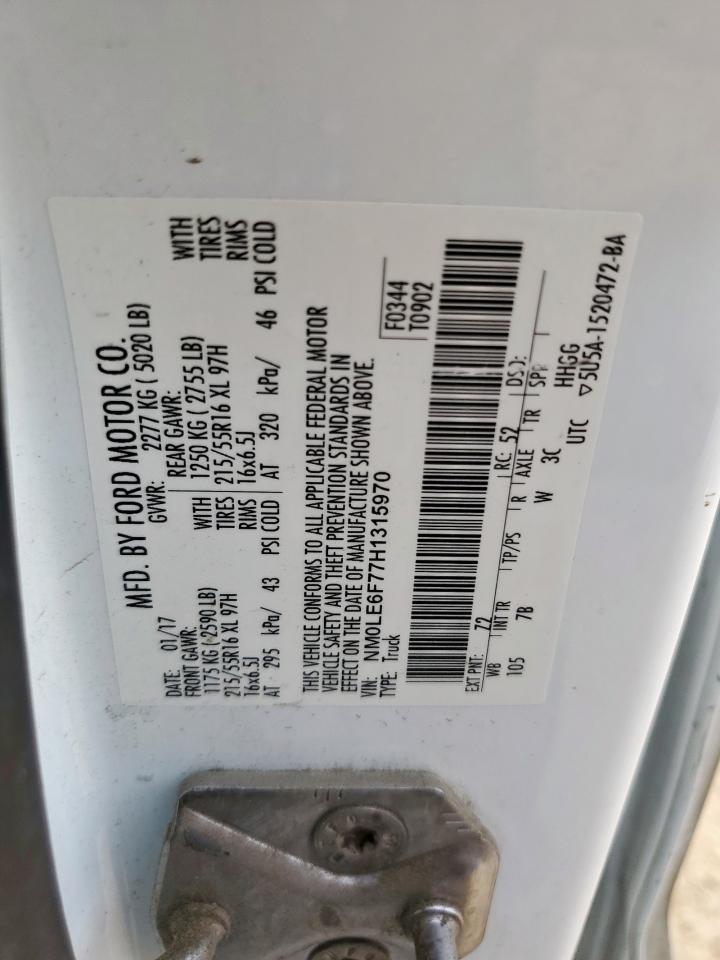 MFD. BY FORD MOTOR CO.
DATE: 01/17 GVWR: 2277 KG ( 5020 LB)
FRONT GAWR: REAR GAWR:
1175 KG ( 2590 LB) WITH 1250 KG ( 2755 LB) WITH
215/55R16 XL 97H TIRES 215/55R16 XL 97H TIRES
16x6.5J RIMS 16x6.5J RIMS
AT 295 kPa/ 43 PSI COLD AT 320 kPa/ 46 PSI COLD
THIS VEHICLE CONFORMS TO ALL APPLICABLE FEDERAL MOTOR
VEHICLE SAFETY AND THEFT PREVENTION STANDARDS IN
EFFECT ON THE DATE OF MANUFACTURE SHOWN ABOVE.
VIN: NM0LE6F77H1315970
TYPE: Truck
F0344
T0902
EXT PNT: Z2 RC: 52 DSO:
WB INT TR TP/PS R AXLE TR SPR
105 7B W 3C HHGG
UTC ▽5U5A-1520472-BA